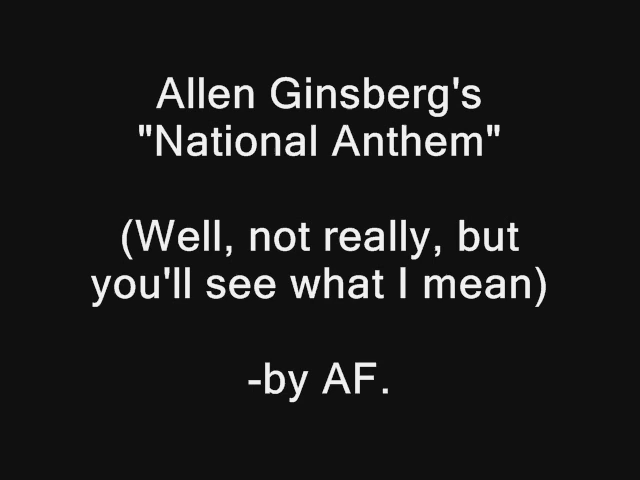 Allen Ginsberg's
"National Anthem"
(Well, not really, but
you'll see what I mean)
-by AF.